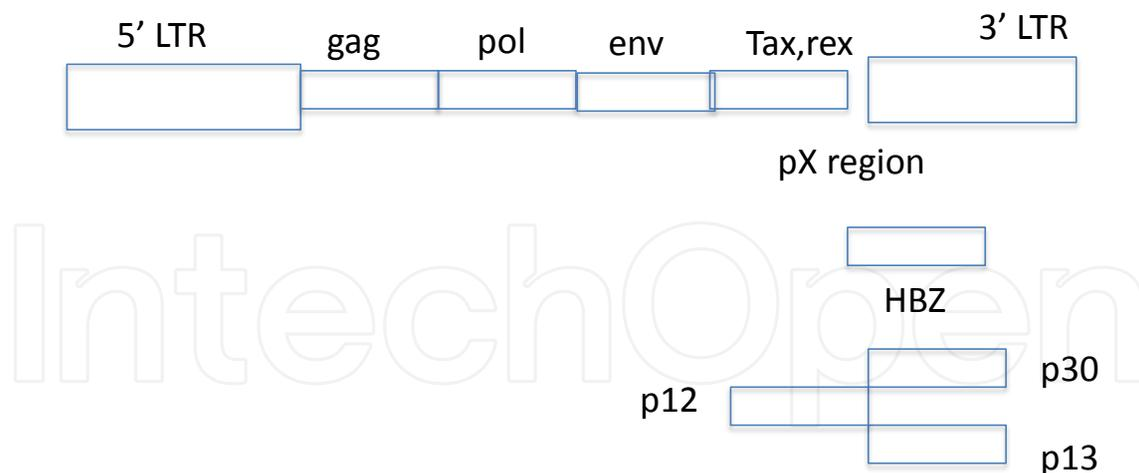 5’ LTR
gag
pol
env
Tax,rex
3’ LTR
pX region
IntechOpen
HBZ
p30
p12
p13